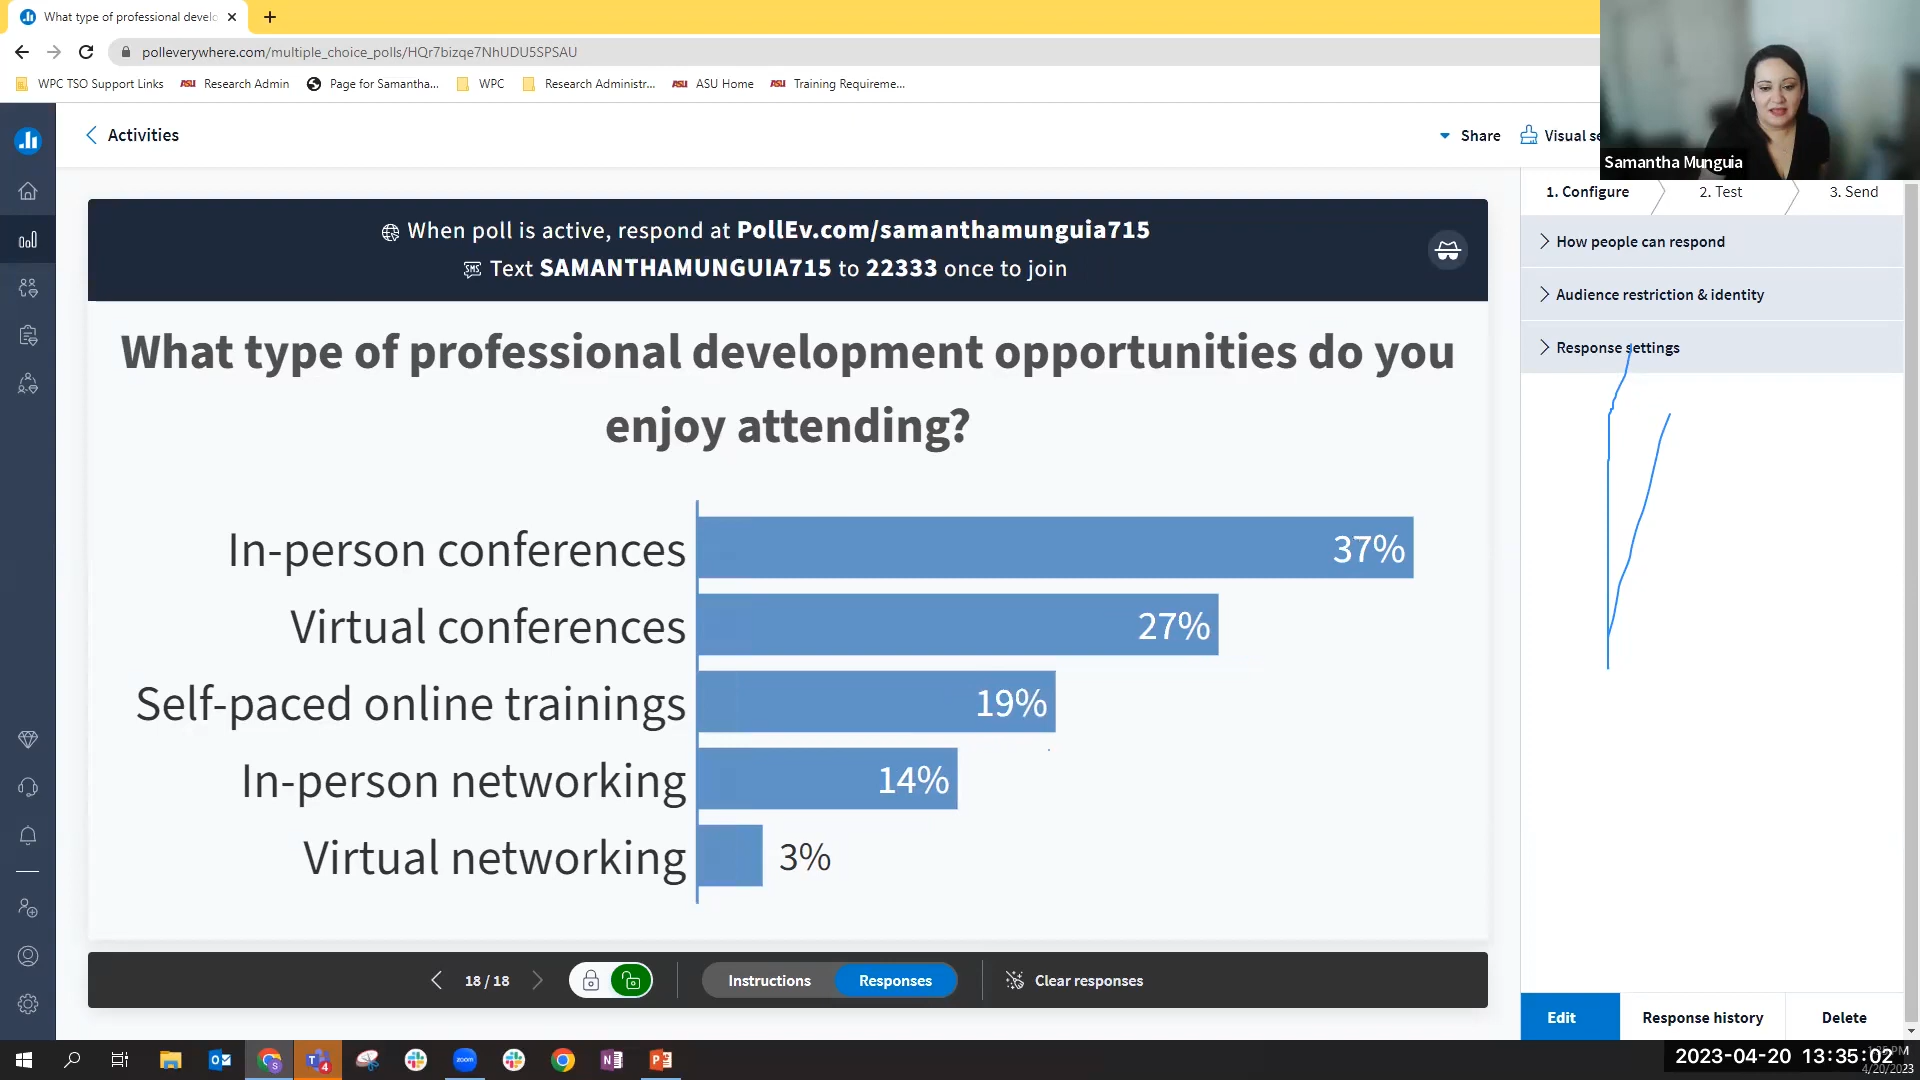 What type of professional develo
polleverywhere.com/multiple_choice_polls/HQr7bizqe7NhUDU5SPSAU
WPC TSO Support Links
ASU Research Admin
Page for Samantha...
WPC
Research Administr...
ASU ASU Home
ASU Training Requireme...
Activities
Share
Visual se
Samantha Munguia
1. Configure
2. Test
3. Send
When poll is active, respond at PollEv.com/samanthamunguia715
SMS Text SAMANTHAMUNGUIA715 to 22333 once to join
How people can respond
Audience restriction & identity
Response settings
What type of professional development opportunities do you
enjoy attending?
In-person conferences 37%
Virtual conferences 27%
Self-paced online trainings 19%
In-person networking 14%
Virtual networking 3%
18 / 18
Instructions
Responses
Clear responses
Edit
Response history
Delete
zoom
2023-04-20 13:35:02
4/20/2023